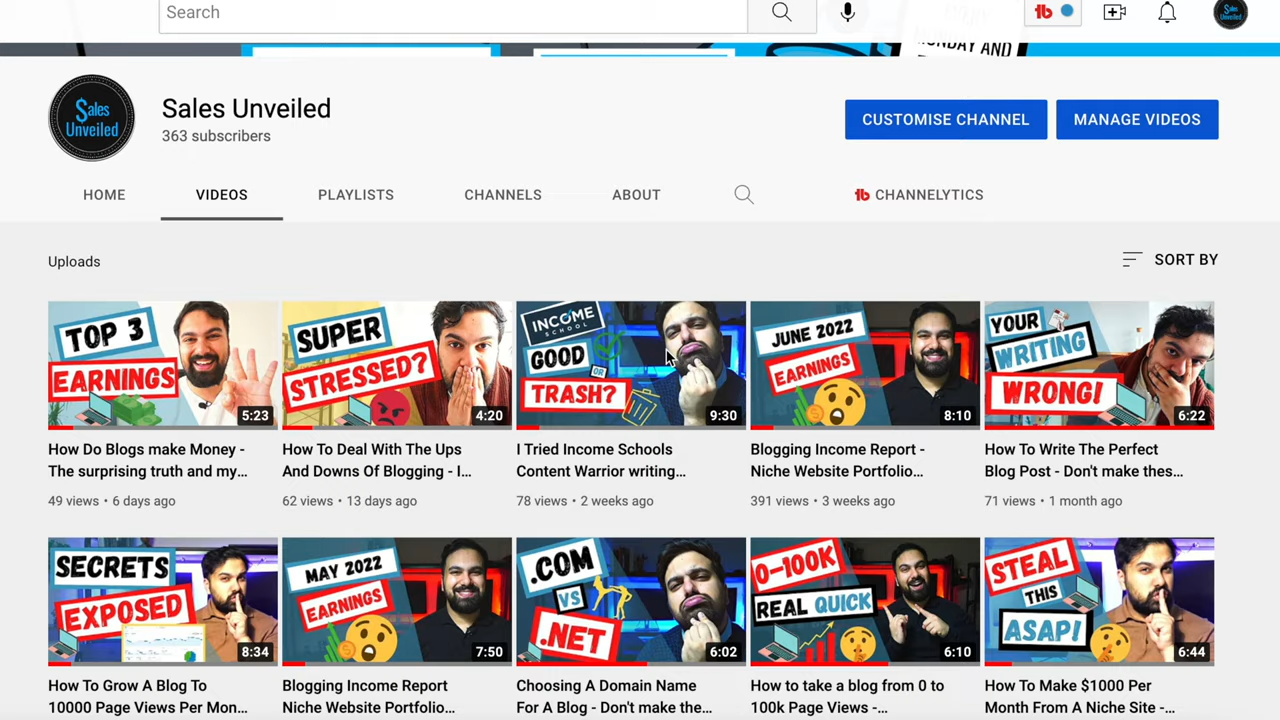 Search
MONDAY AND
Sales
Unveiled
Sales Unveiled
363 subscribers
CUSTOMISE CHANNEL
MANAGE VIDEOS
HOME
VIDEOS
PLAYLISTS
CHANNELS
ABOUT
tb CHANNELYTICS
Uploads
SORT BY
TOP 3
EARNINGS
5:23
SUPER
STRESSED?
4:20
INCOME
SCHOOL
GOOD
OR
TRASH?
9:30
JUNE 2022
EARNINGS
8:10
YOUR
WRITING
WRONG!
6:22
How Do Blogs make Money -
The surprising truth and my...
49 views • 6 days ago
How To Deal With The Ups
And Downs Of Blogging - I...
62 views • 13 days ago
I Tried Income Schools
Content Warrior writing...
78 views • 2 weeks ago
Blogging Income Report -
Niche Website Portfolio...
391 views • 3 weeks ago
How To Write The Perfect
Blog Post - Don't make thes...
71 views • 1 month ago
SECRETS
EXPOSED
8:34
MAY 2022
EARNINGS
7:50
.COM
VS
.NET
6:02
0-100K
REAL QUICK
6:10
STEAL
THIS
ASAP!
6:44
How To Grow A Blog To
10000 Page Views Per Mon...
Blogging Income Report
Niche Website Portfolio...
Choosing A Domain Name
For A Blog - Don't make the...
How to take a blog from 0 to
100k Page Views -...
How To Make $1000 Per
Month From A Niche Site -...